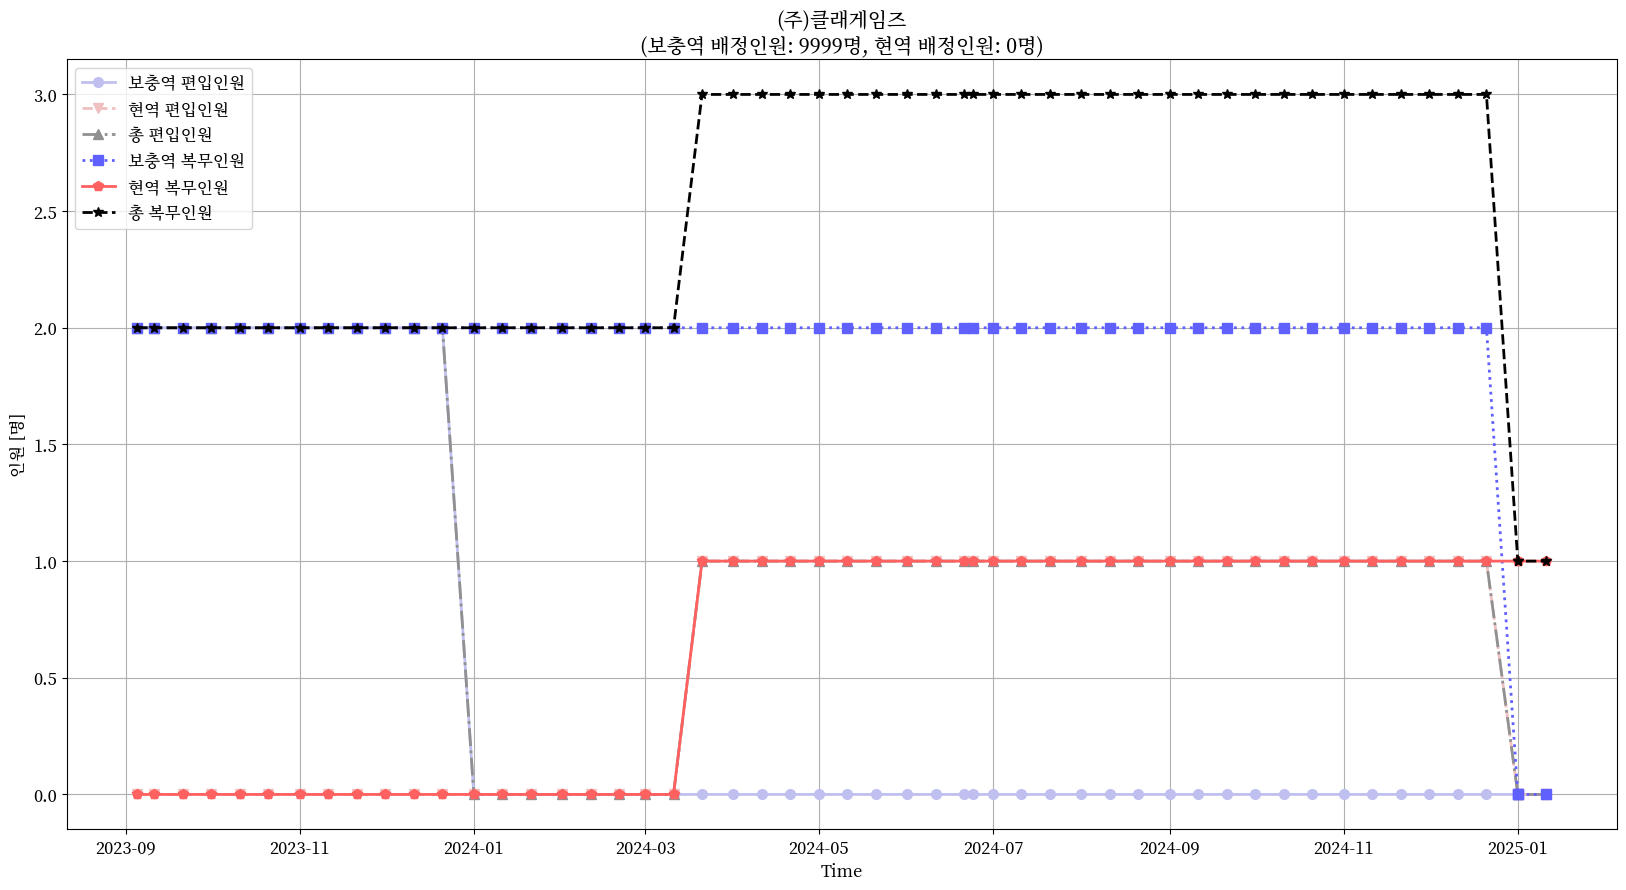 (주)클래게임즈
(보충역 배정인원: 9999명, 현역 배정인원: 0명)
보충역 편입인원
현역 편입인원
총 편입인원
보충역 복무인원
현역 복무인원
총 복무인원
3.0
2.5
2.0
1.5
1.0
0.5
0.0
인원 [명]
2023-09
2023-11
2024-01
2024-03
2024-05
2024-07
2024-09
2024-11
2025-01
Time